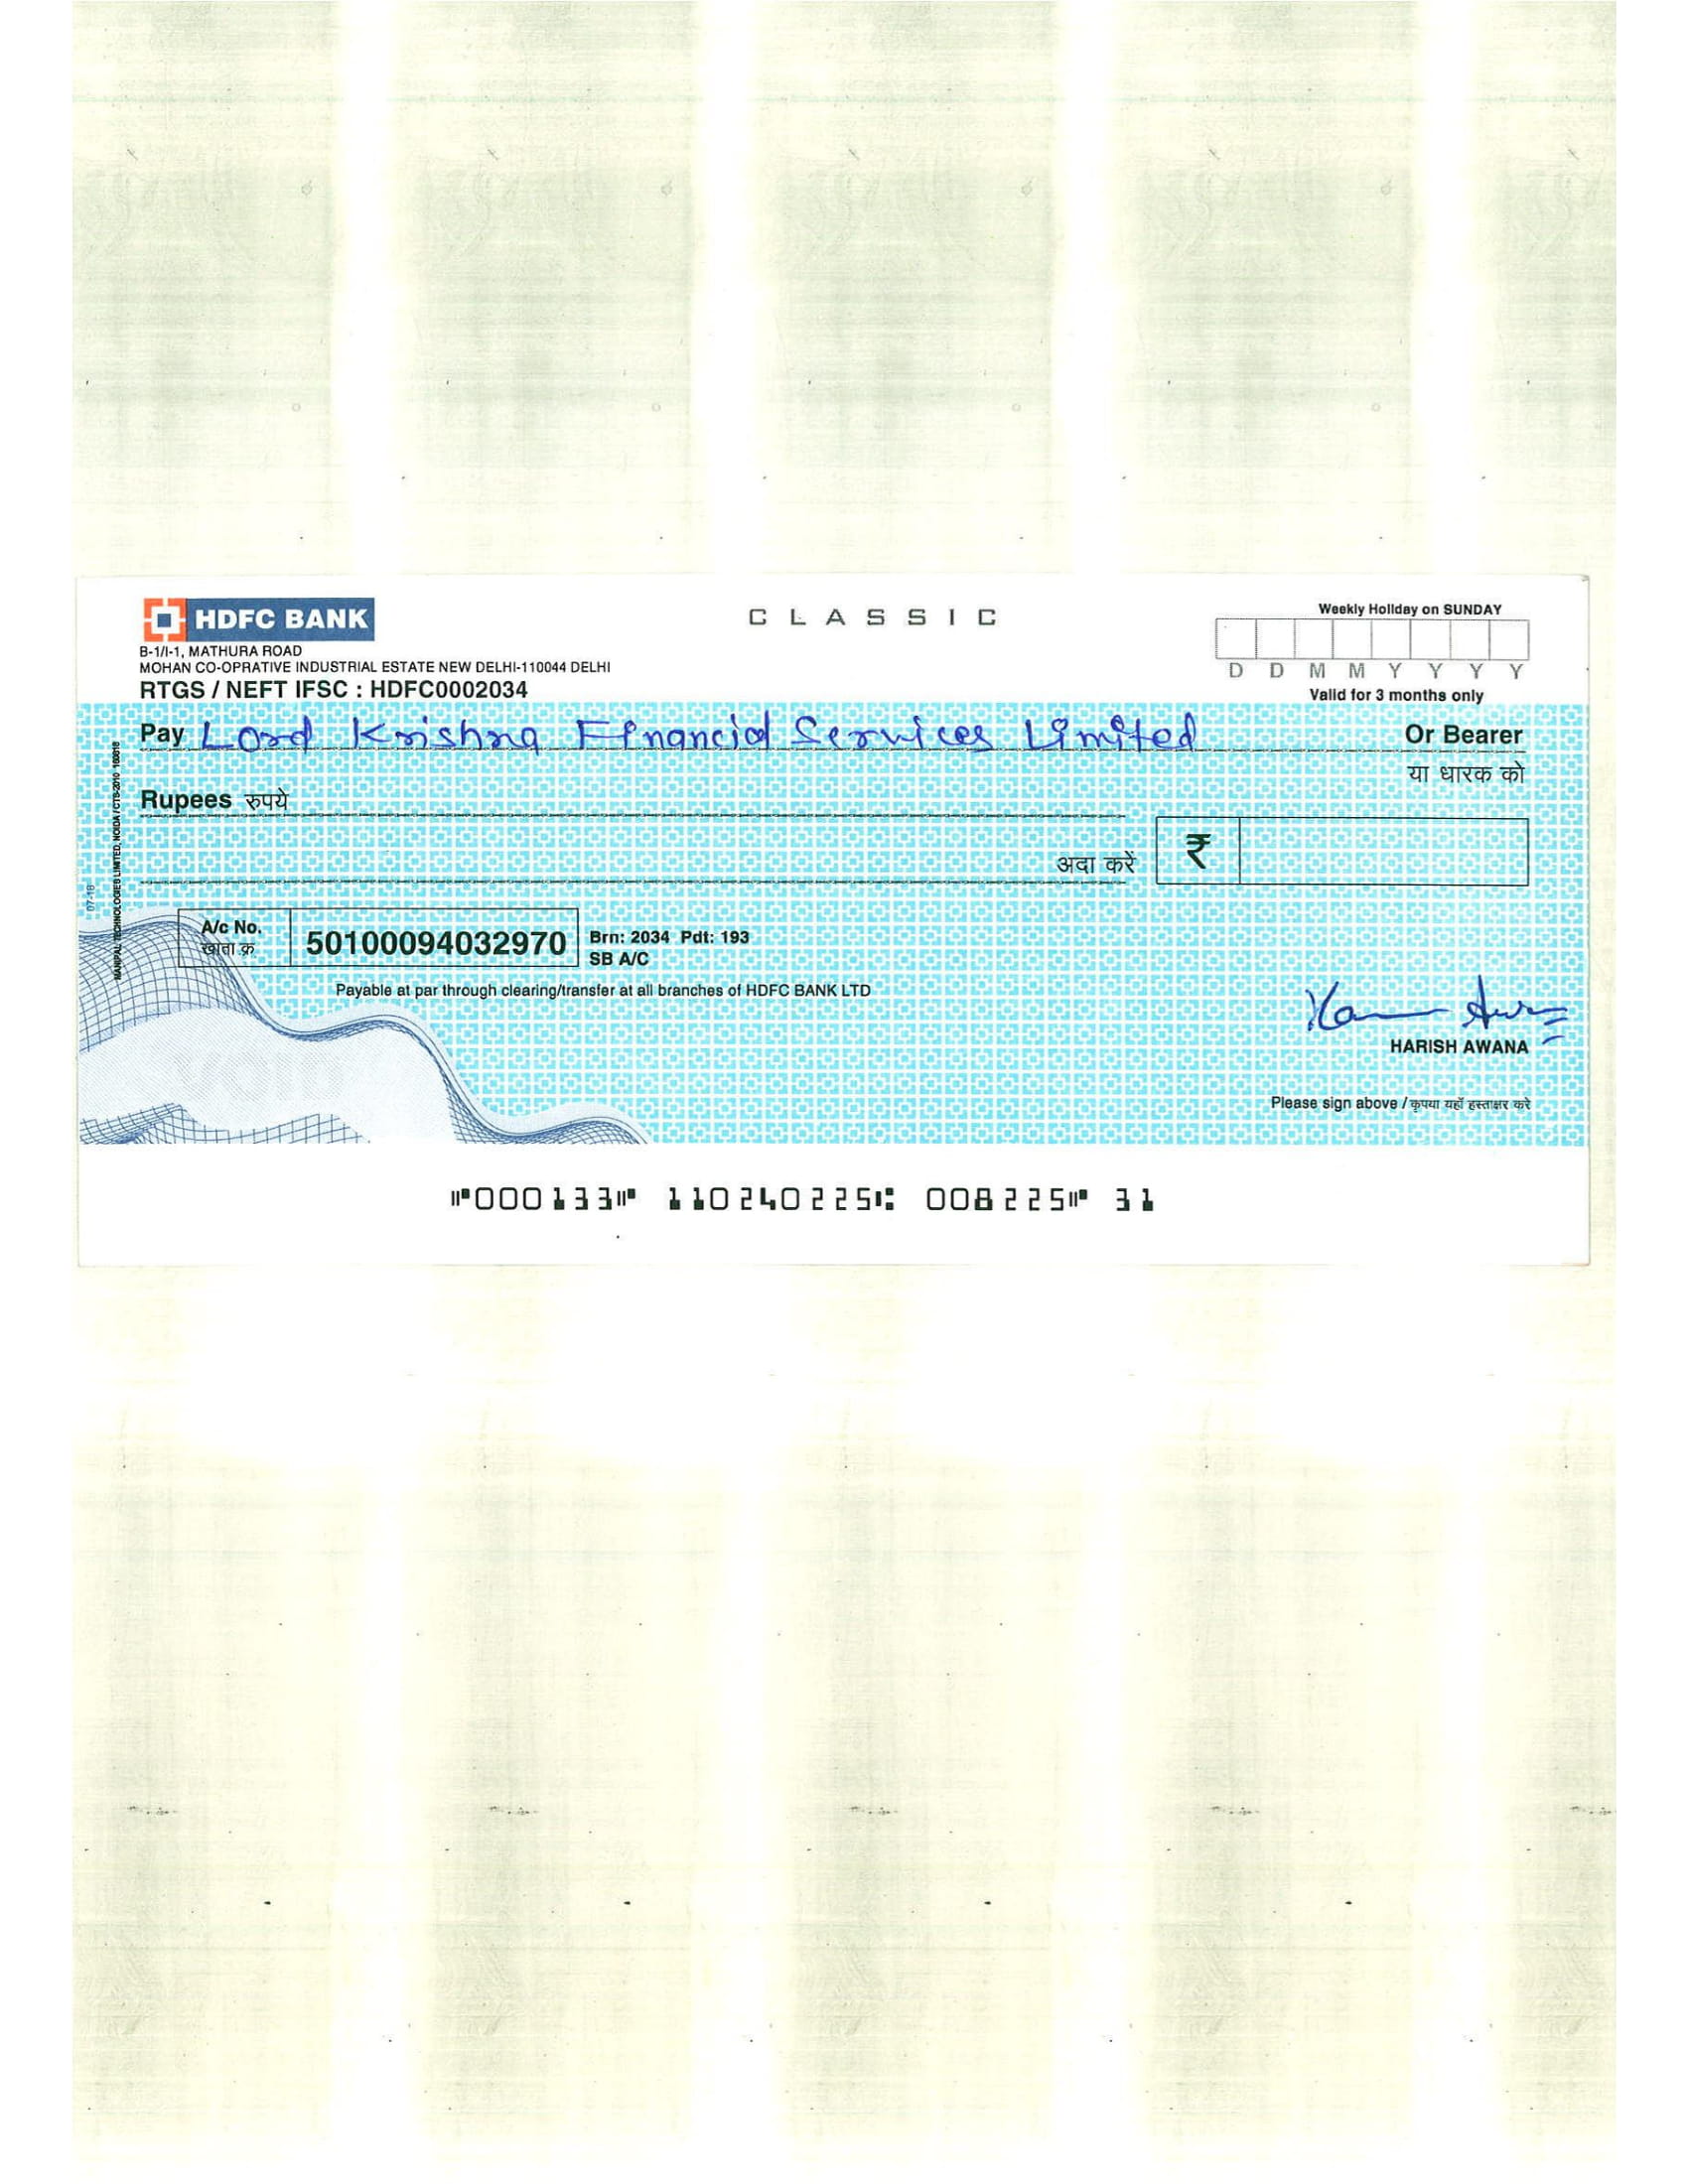 HDFC BANK
CLASSIC
Weekly Holiday on SUNDAY
B-1/I-1, MATHURA ROAD
MOHAN CO-OPRATIVE INDUSTRIAL ESTATE NEW DELHI-110044 DELHI
D D M M Y Y Y Y
RTGS / NEFT IFSC : HDFC0002034
Valid for 3 months only
Pay Lord Krishna Financial Services Limited Or Bearer
या धारक को
Rupees रुपये
अदा करें ₹
MANIPAL TECHNOLOGIES LIMITED, NOIDA / CTS-2010
07-18
A/c No.
खाता क्र.
50100094032970
Brn: 2034 Pdt: 193
SB A/C
Payable at par through clearing/transfer at all branches of HDFC BANK LTD
HARISH AWANA
VOID
Please sign above / कृपया यहाँ हस्ताक्षर करे
⑈000133⑈ 110240225⑆ 008225⑈ 31